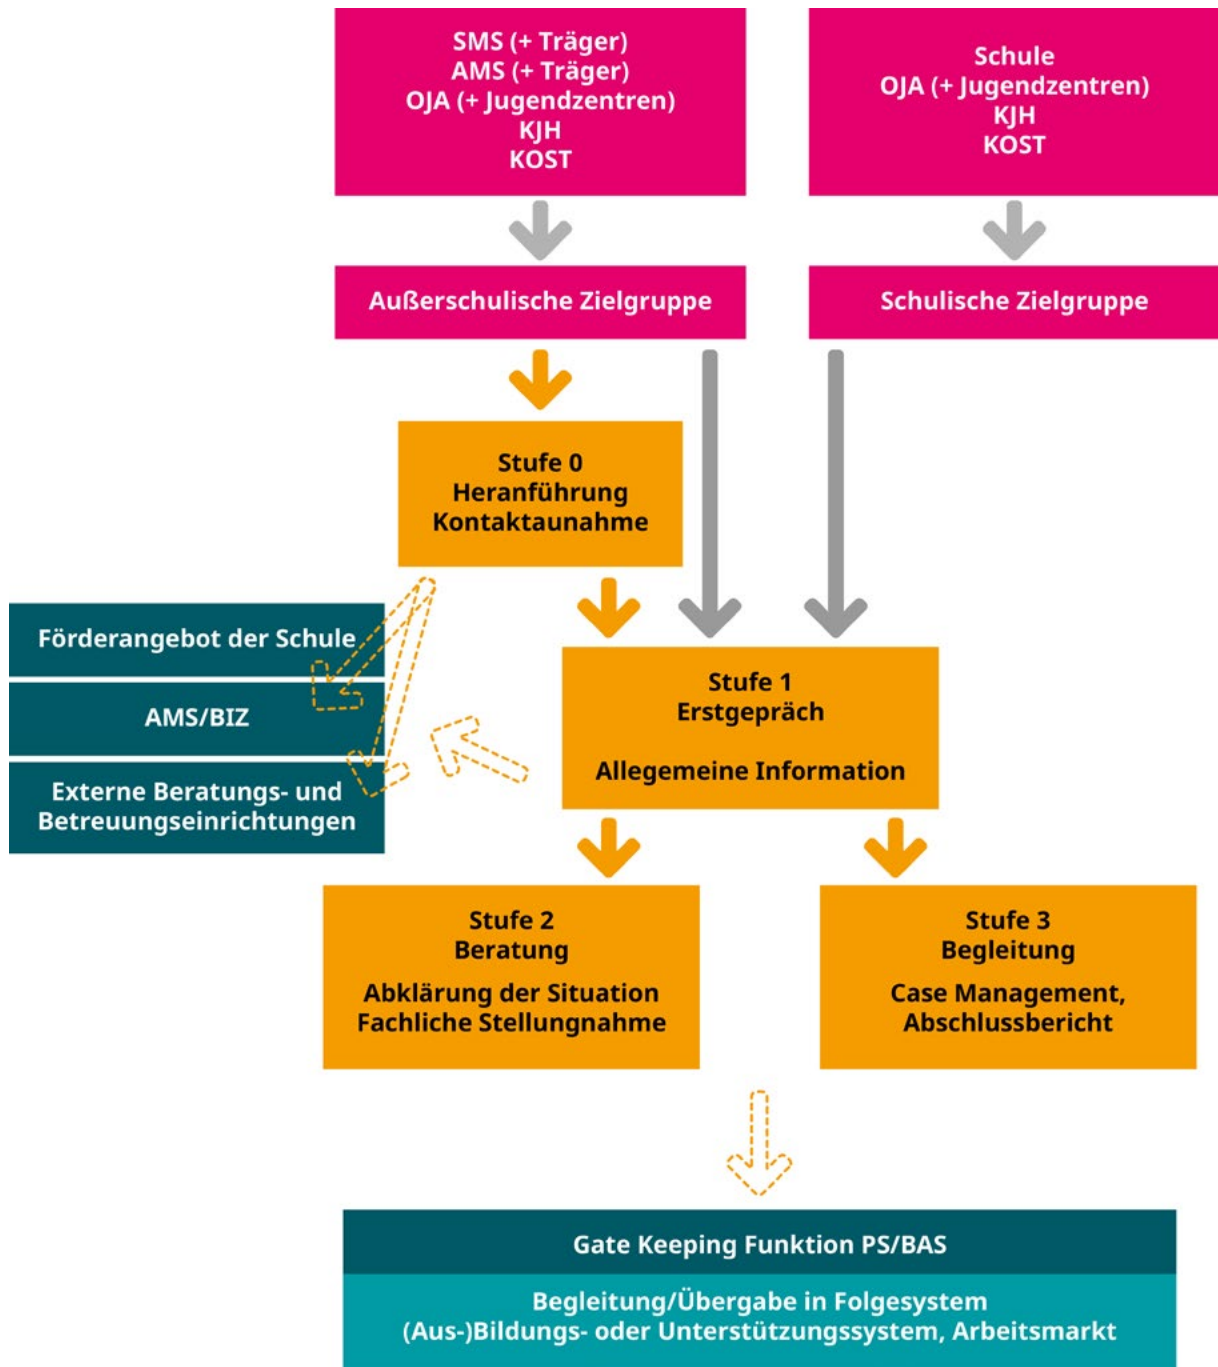 SMS (+ Träger)
AMS (+ Träger)
OJA (+ Jugendzentren)
KJH
KOST
Schule
OJA (+ Jugendzentren)
KJH
KOST
Außerschulische Zielgruppe
Schulische Zielgruppe
Stufe 0
Heranführung
Kontaktaunahme
Förderangebot der Schule
AMS/BIZ
Externe Beratungs- und
Betreuungseinrichtungen
Stufe 1
Erstgepräch
Allegemeine Information
Stufe 2
Beratung
Abklärung der Situation
Fachliche Stellungnahme
Stufe 3
Begleitung
Case Management,
Abschlussbericht
Gate Keeping Funktion PS/BAS
Begleitung/Übergabe in Folgesystem
(Aus-)Bildungs- oder Unterstützungssystem, Arbeitsmarkt